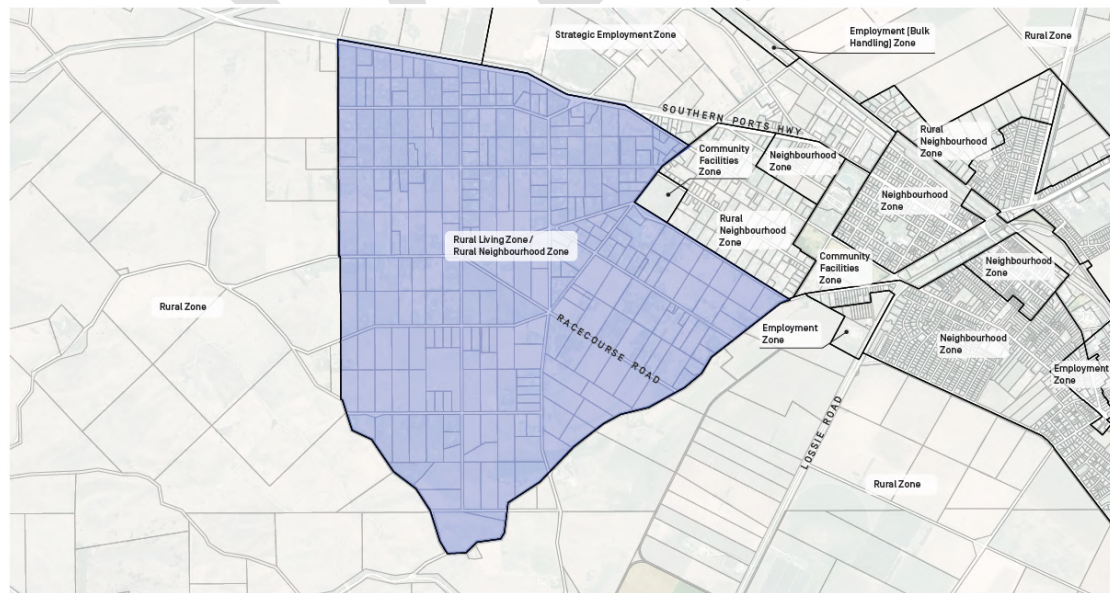 Strategic Employment Zone
Employment (Bulk
Handling) Zone
Rural Zone
SOUTHERN PORTS HWY
Rural
Neighbourhood
Zone
Community
Facilities
Zone
Neighbourhood
Zone
Neighbourhood
Zone
Rural
Neighbourhood
Zone
Rural Living Zone /
Rural Neighbourhood Zone
Community
Facilities
Zone
Neighbourhood
Zone
Rural Zone
RACECOURSE ROAD
Employment
Zone
Neighbourhood
Zone
Employment
Zone
LOSSIE ROAD
Rural Zone